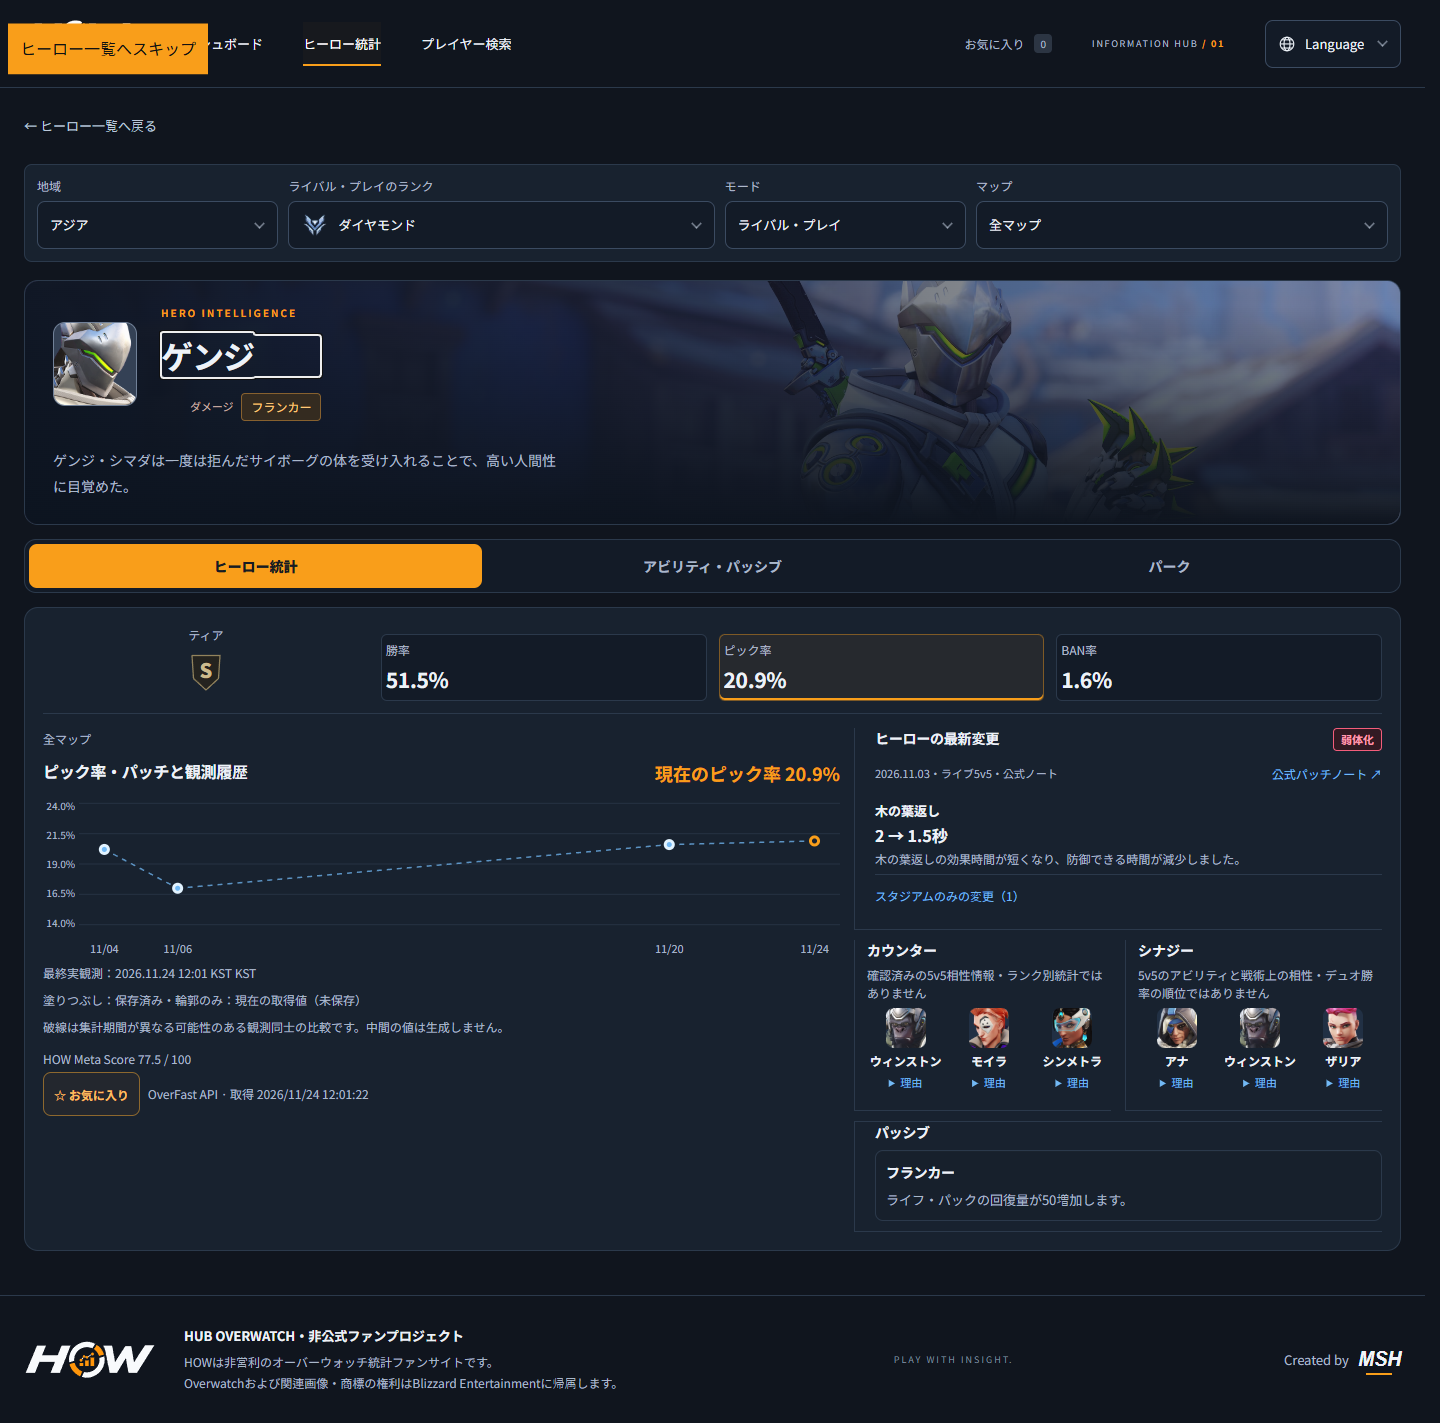 ヒーロー一覧へスキップ
ュボード
ヒーロー統計
プレイヤー検索
お気に入り 0
INFORMATION HUB / 01
Language
← ヒーロー一覧へ戻る
地域
アジア
ライバル・プレイのランク
ダイヤモンド
モード
ライバル・プレイ
マップ
全マップ
HERO INTELLIGENCE
ゲンジ
ダメージ フランカー
ゲンジ・シマダは一度は拒んだサイボーグの体を受け入れることで、高い人間性
に目覚めた。
ヒーロー統計
アビリティ・パッシブ
パーク
ティア
S
勝率
51.5%
ピック率
20.9%
BAN率
1.6%
全マップ
ピック率・パッチと観測履歴
現在のピック率 20.9%
24.0%
21.5%
19.0%
16.5%
14.0%
11/04 11/06 11/20 11/24
最終実観測：2026.11.24 12:01 KST KST
塗りつぶし：保存済み・輪郭のみ：現在の取得値（未保存）
破線は集計期間が異なる可能性のある観測同士の比較です。中間の値は生成しません。
HOW Meta Score 77.5 / 100
☆ お気に入り
OverFast API · 取得 2026/11/24 12:01:22
ヒーローの最新変更
弱体化
2026.11.03・ライブ5v5・公式ノート
公式パッチノート ↗
木の葉返し
2 → 1.5秒
木の葉返しの効果時間が短くなり、防御できる時間が減少しました。
スタジアムのみの変更（1）
カウンター
確認済みの5v5相性情報・ランク別統計では
ありません
ウィンストン モイラ シンメトラ
▶ 理由 ▶ 理由 ▶ 理由
シナジー
5v5のアビリティと戦術上の相性・デュオ勝
率の順位ではありません
アナ ウィンストン ザリア
▶ 理由 ▶ 理由 ▶ 理由
パッシブ
フランカー
ライフ・パックの回復量が50増加します。
HOW
HUB OVERWATCH・非公式ファンプロジェクト
HOWは非営利のオーバーウォッチ統計ファンサイトです。
Overwatchおよび関連画像・商標の権利はBlizzard Entertainmentに帰属します。
PLAY WITH INSIGHT.
Created by MSH